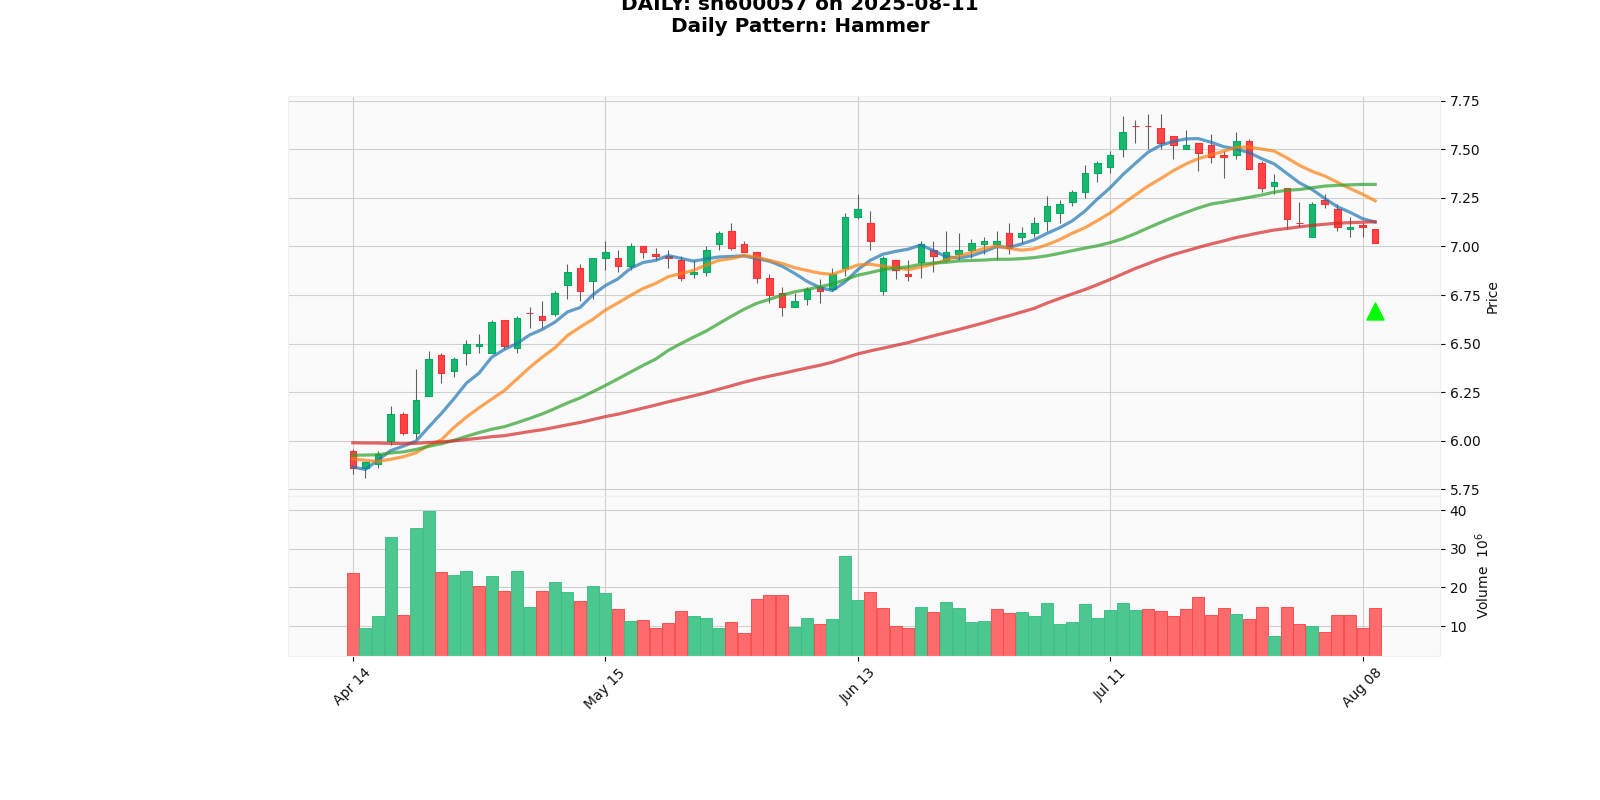 DAILY: sh600057 on 2025-08-11
Daily Pattern: Hammer
7.75
7.50
7.25
7.00
6.75
6.50
6.25
6.00
5.75
Price
40
30
20
10
Volume 10^6
Apr 14
May 15
Jun 13
Jul 11
Aug 08